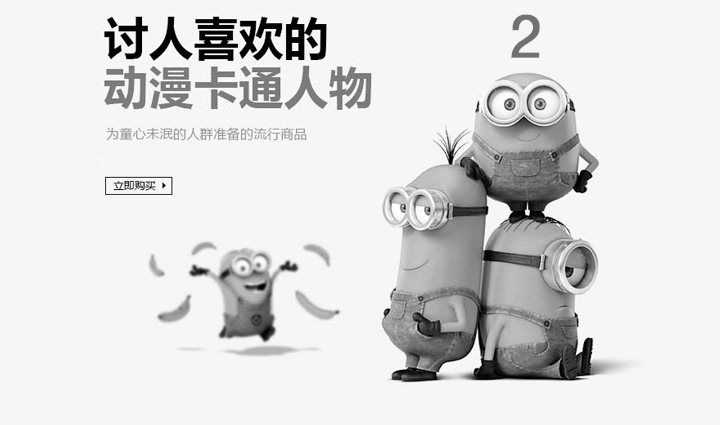 讨人喜欢的
动漫卡通人物
为童心未泯的人群准备的流行商品
立即购买
2